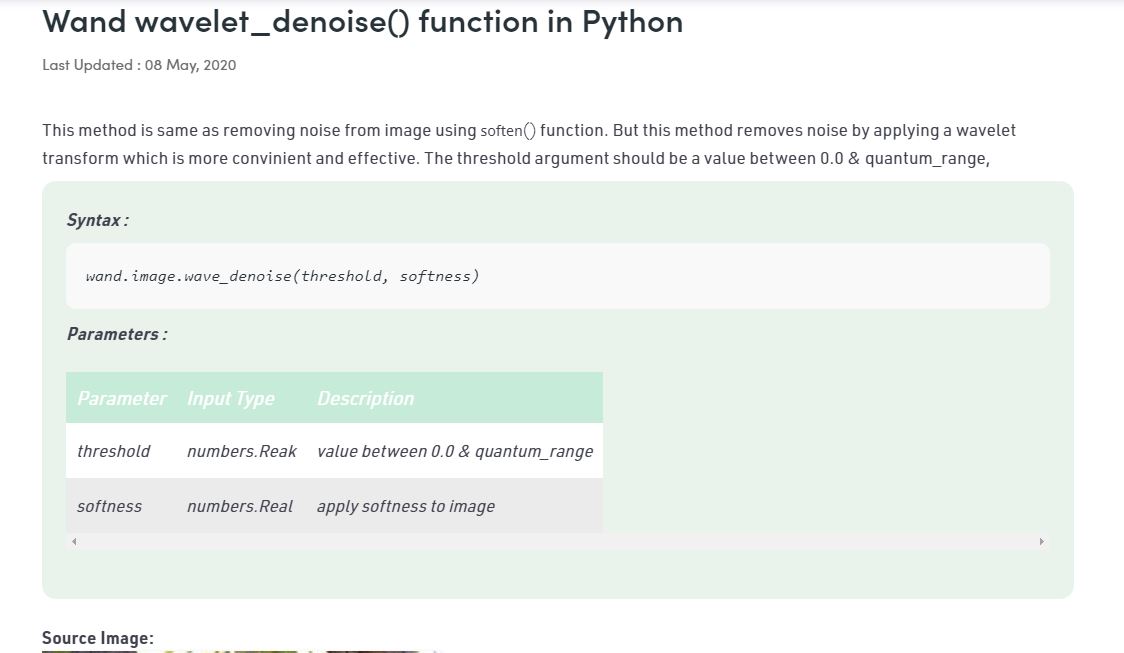 Wand wavelet_denoise() function in Python
Last Updated : 08 May, 2020
This method is same as removing noise from image using soften() function. But this method removes noise by applying a wavelet
transform which is more convinient and effective. The threshold argument should be a value between 0.0 & quantum_range,
Syntax :
wand.image.wave_denoise(threshold, softness)
Parameters :
Parameter Input Type Description
threshold numbers.Reak value between 0.0 & quantum_range
softness numbers.Real apply softness to image
Source Image: